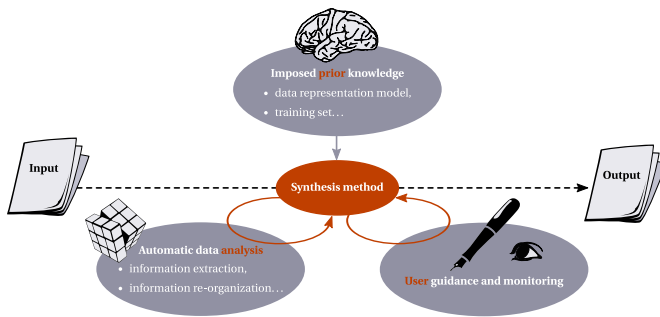 Imposed prior knowledge
• data representation model,
• training set…
Input
Synthesis method
Output
Automatic data analysis
• information extraction,
• information re-organization…
User guidance and monitoring